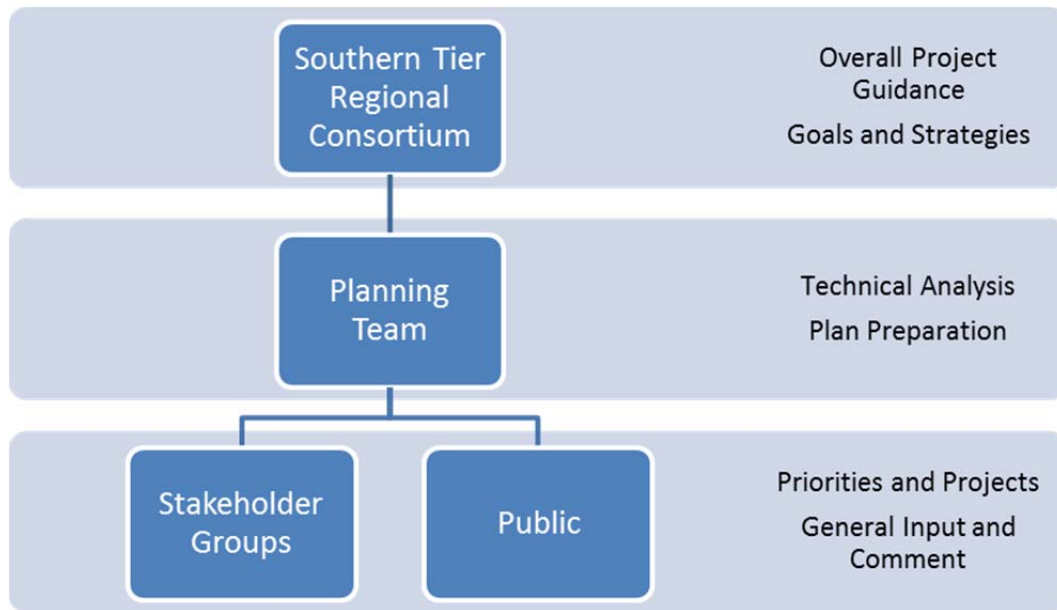 Southern Tier
Regional
Consortium
Overall Project
Guidance
Goals and Strategies
Planning
Team
Technical Analysis
Plan Preparation
Stakeholder
Groups
Public
Priorities and Projects
General Input and
Comment